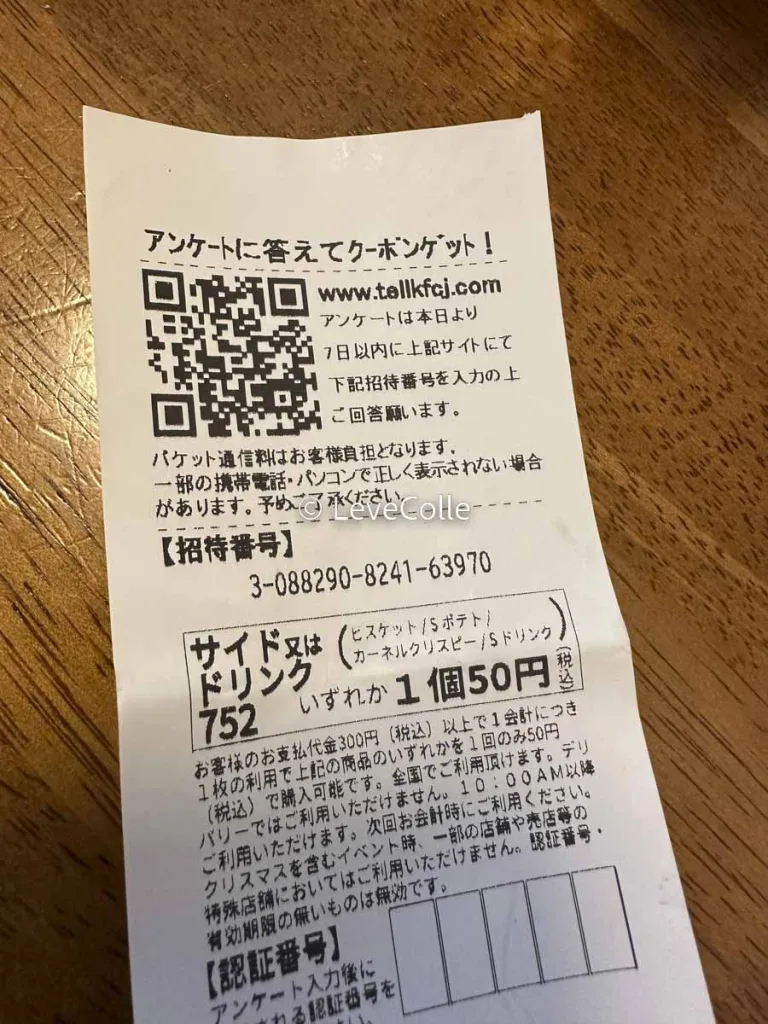 アンケートに答えてクーポンゲット！
www.tellkfcj.com
アンケートは本日より
7日以内に上記サイトにて
下記招待番号を入力の上
ご回答願います。
パケット通信料はお客様負担となります。
一部の携帯電話・パソコンで正しく表示されない場合
があります。予めご了承ください。
© LeveColle
【招待番号】
3-088290-8241-63970
サイド又は
ドリンク
752
(ビスケット/Sポテト/
カーネルクリスピー/Sドリンク)
いずれか 1個50円(税込)
お客様のお支払代金300円（税込）以上で1会計につき
1枚の利用で上記の商品のいずれかを1回のみ50円
（税込）で購入可能です。全国でご利用頂けます。デリ
バリーではご利用いただけません。10:00AM以降
ご利用いただけます。次回お会計時にご利用ください。
クリスマスを含むイベント時、一部の店舗や売店等の
特殊店舗においてはご利用いただけません。認証番号・
有効期限の無いものは無効です。
【認証番号】
アンケート入力後に
される認証番号を